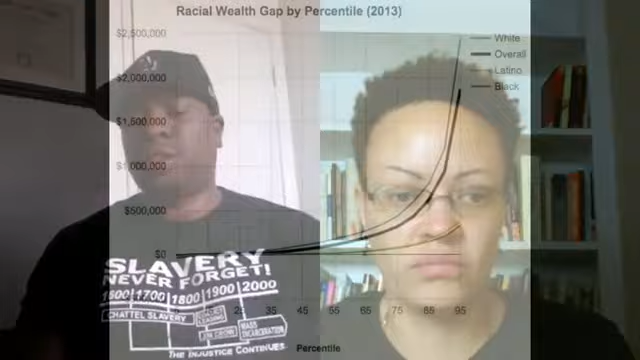 Racial Wealth Gap by Percentile (2013)
$2,500,000
$2,000,000
$1,500,000
$1,000,000
$500,000
$0
White
Overall
Latino
Black
25 35 45 55 65 75 85 95
Percentile
SLAVERY
NEVER FORGET!
1600 1700 1800 1900 2000
CHATTEL SLAVERY
JIM CROW
MASS
INCARCERATION
THE INJUSTICE CONTINUES